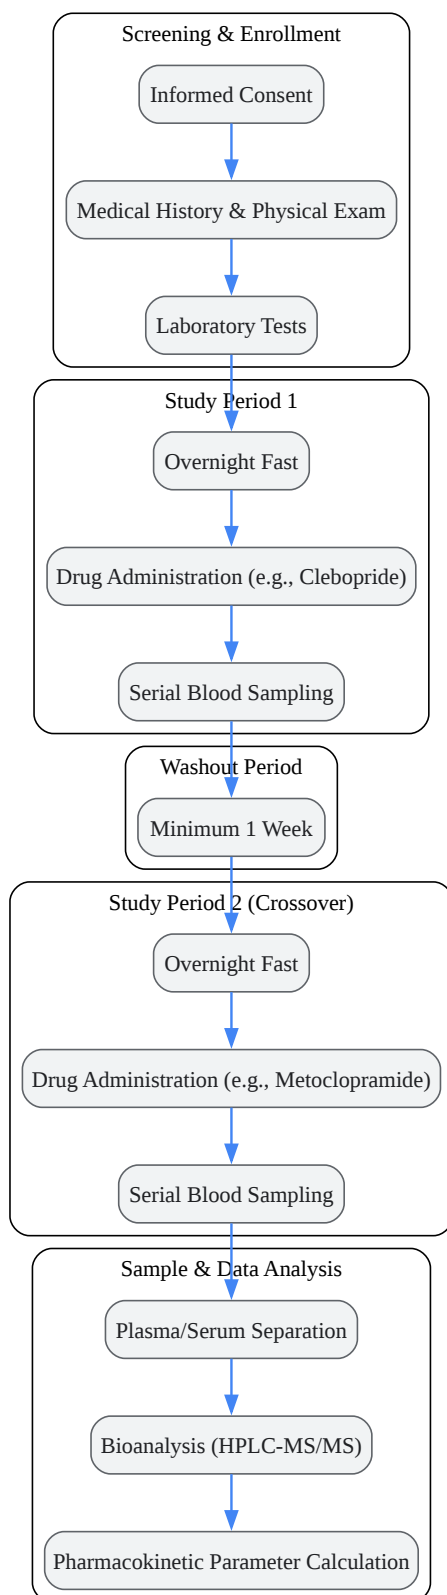 Screening & Enrollment
Informed Consent
Medical History & Physical Exam
Laboratory Tests
Study Period 1
Overnight Fast
Drug Administration (e.g., Clebopride)
Serial Blood Sampling
Washout Period
Minimum 1 Week
Study Period 2 (Crossover)
Overnight Fast
Drug Administration (e.g., Metoclopramide)
Serial Blood Sampling
Sample & Data Analysis
Plasma/Serum Separation
Bioanalysis (HPLC-MS/MS)
Pharmacokinetic Parameter Calculation